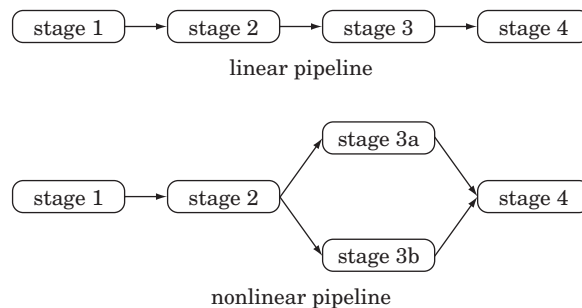 stage 1 stage 2 stage 3 stage 4
linear pipeline
stage 3a
stage 1 stage 2 stage 4
stage 3b
nonlinear pipeline